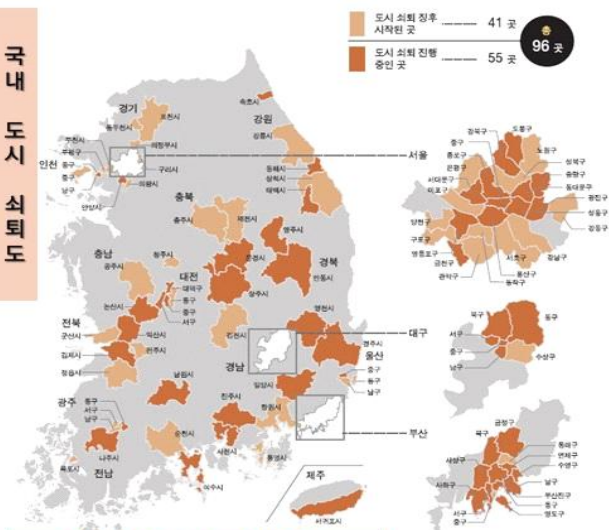 국내 도시 쇠퇴도
도시 쇠퇴 징후
시작된 곳
41 곳
도시 쇠퇴 진행
중인 곳
55 곳
총
96 곳
경기
포천시
동두천시
의정부시
부천시
부평구
인천
동구
중구
남구
안양시
의왕시
구리시
강원
속초시
강릉시
동해시
삼척시
태백시
충북
충주시
제천시
충남
공주시
청주시
논산시
대전
대덕구
동구
중구
서구
경북
영주시
문경시
안동시
상주시
영천시
김천시
경주시
전북
군산시
익산시
김제시
전주시
정읍시
남원시
경남
밀양시
창원시
진주시
사천시
통영시
울산
중구
동구
남구
광주
동구
서구
남구
나주시
목포시
전남
순천시
여수시
제주
서귀포시
서울
도봉구
강북구
노원구
중구
종로구
은평구
서대문구
마포구
성북구
중랑구
동대문구
광진구
성동구
강동구
양천구
구로구
영등포구
금천구
관악구
동작구
용산구
서초구
강남구
대구
북구
동구
서구
중구
남구
수성구
부산
금정구
북구
동래구
연제구
수영구
사상구
사하구
남구
부산진구
동구
영도구
서구
중구